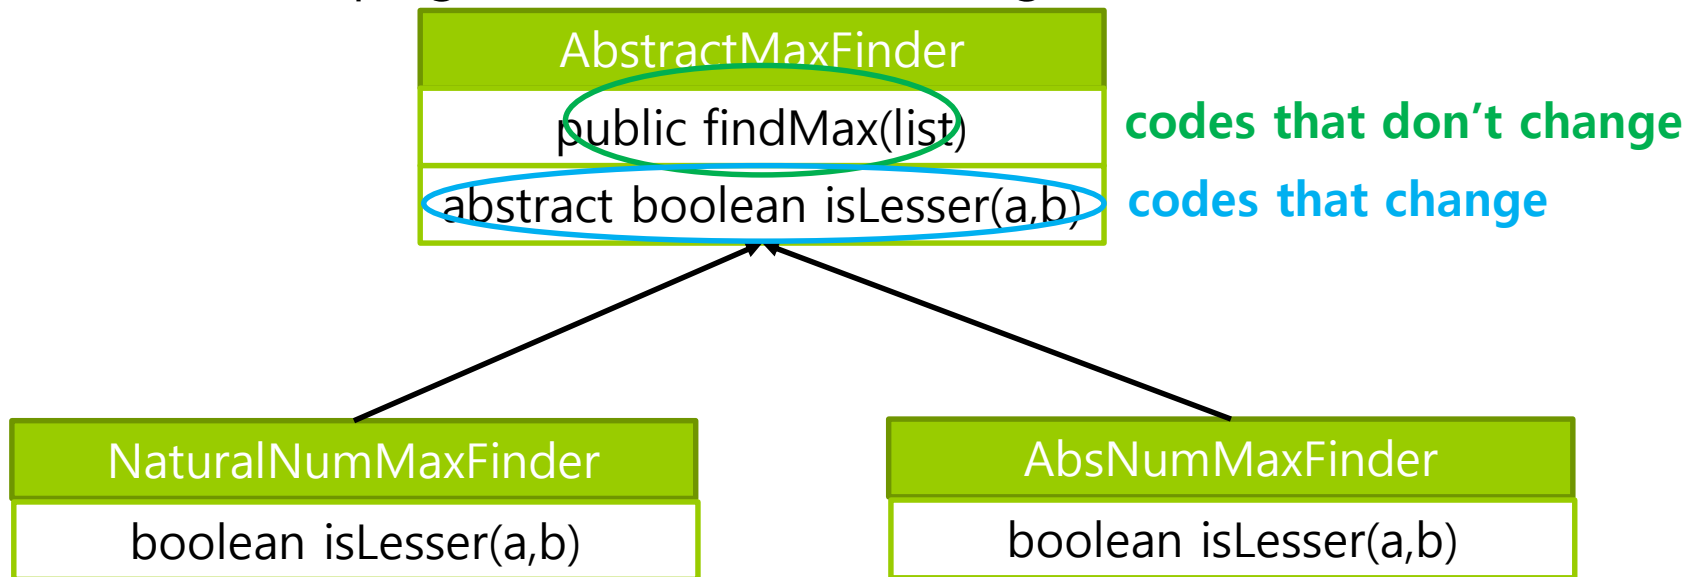 AbstractMaxFinder
public findMax(list)
codes that don’t change
abstract boolean isLesser(a,b)
codes that change
NaturalNumMaxFinder
AbsNumMaxFinder
boolean isLesser(a,b)
boolean isLesser(a,b)